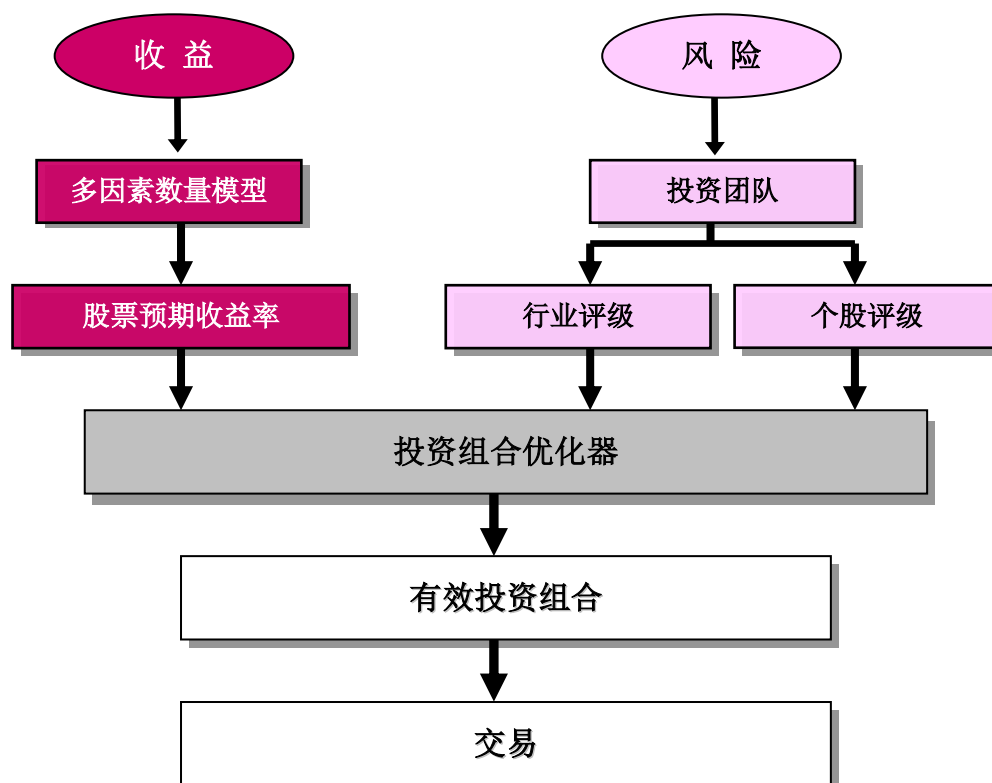 收 益
风 险
多因素数量模型
投资团队
股票预期收益率
行业评级
个股评级
投资组合优化器
有效投资组合
交易